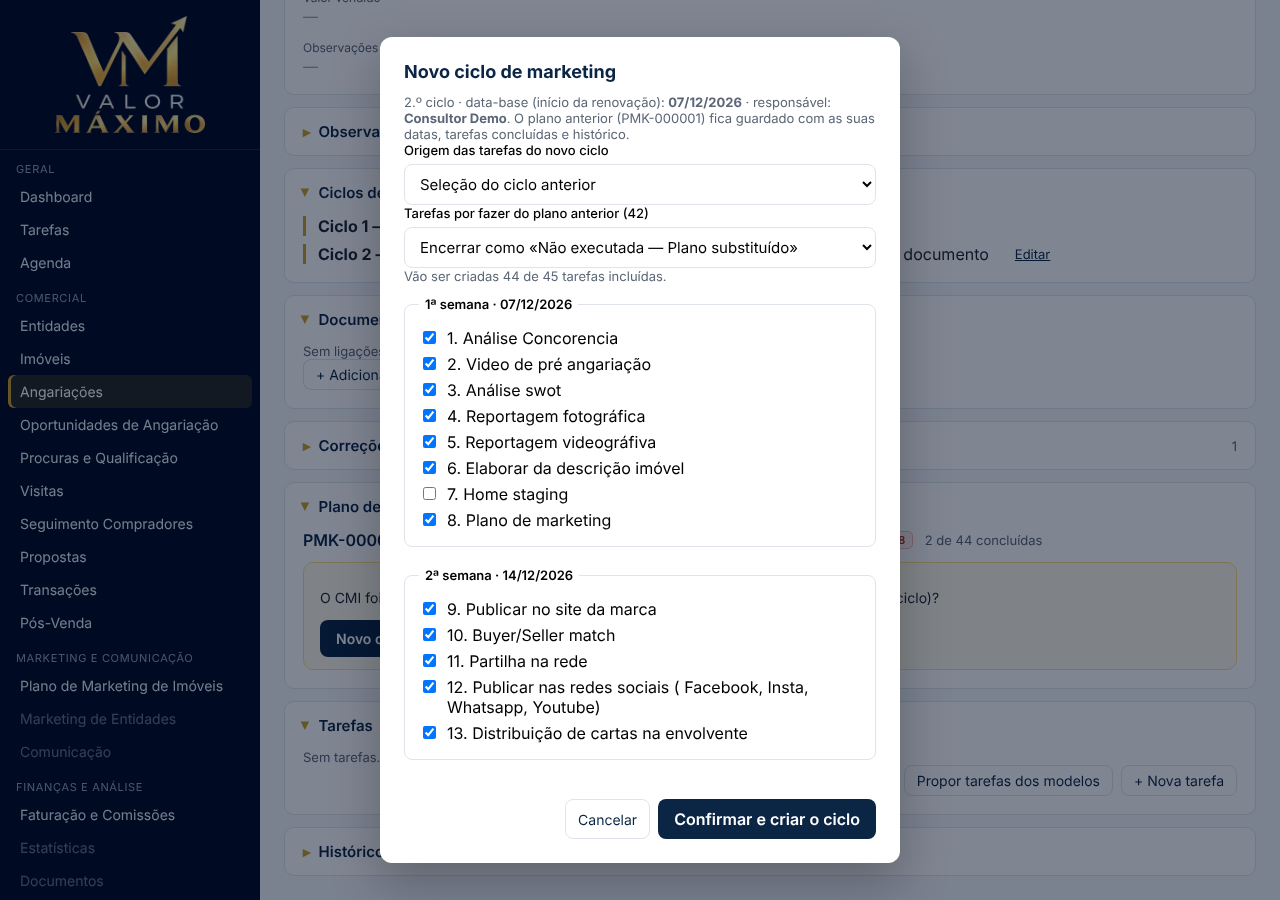 VM
VALOR
MÁXIMO
GERAL
Dashboard
Tarefas
Agenda
COMERCIAL
Entidades
Imóveis
Angariações
Oportunidades de Angariação
Procuras e Qualificação
Visitas
Seguimento Compradores
Propostas
Transações
Pós-Venda
MARKETING E COMUNICAÇÃO
Plano de Marketing de Imóveis
Marketing de Entidades
Comunicação
FINANÇAS E ANÁLISE
Faturação e Comissões
Estatísticas
Documentos
—
Observações
—
Observa
Ciclos de
Ciclo 1 –
Ciclo 2 –
documento Editar
Docume
Sem ligações
+ Adicion
Correçõ
1
Plano de
PMK-000
2 de 44 concluídas
O CMI foi
ciclo)?
Novo c
Tarefas
Sem tarefas.
Propor tarefas dos modelos
+ Nova tarefa
Histórico
Novo ciclo de marketing
2.º ciclo · data-base (início da renovação): 07/12/2026 · responsável:
Consultor Demo. O plano anterior (PMK-000001) fica guardado com as suas
datas, tarefas concluídas e histórico.
Origem das tarefas do novo ciclo
Seleção do ciclo anterior
Tarefas por fazer do plano anterior (42)
Encerrar como «Não executada — Plano substituído»
Vão ser criadas 44 de 45 tarefas incluídas.
1ª semana · 07/12/2026
1. Análise Concorencia
2. Video de pré angariação
3. Análise swot
4. Reportagem fotográfica
5. Reportagem videográfiva
6. Elaborar da descrição imóvel
7. Home staging
8. Plano de marketing
2ª semana · 14/12/2026
9. Publicar no site da marca
10. Buyer/Seller match
11. Partilha na rede
12. Publicar nas redes sociais ( Facebook, Insta,
Whatsapp, Youtube)
13. Distribuição de cartas na envolvente
Cancelar
Confirmar e criar o ciclo